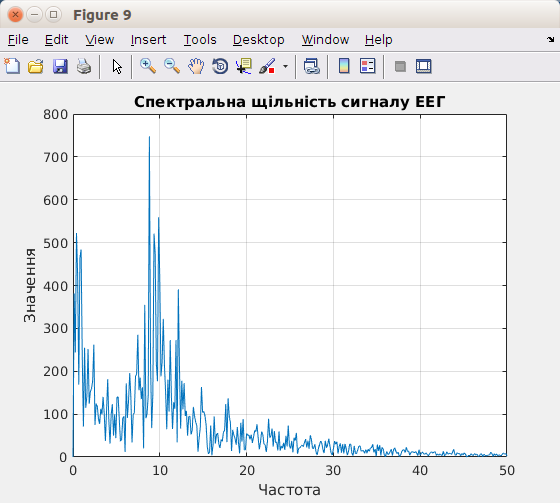 Figure 9
File Edit View Insert Tools Desktop Window Help
Спектральна щільність сигналу ЕЕГ
800
700
600
500
400
300
200
100
0
Значення
0 10 20 30 40 50
Частота